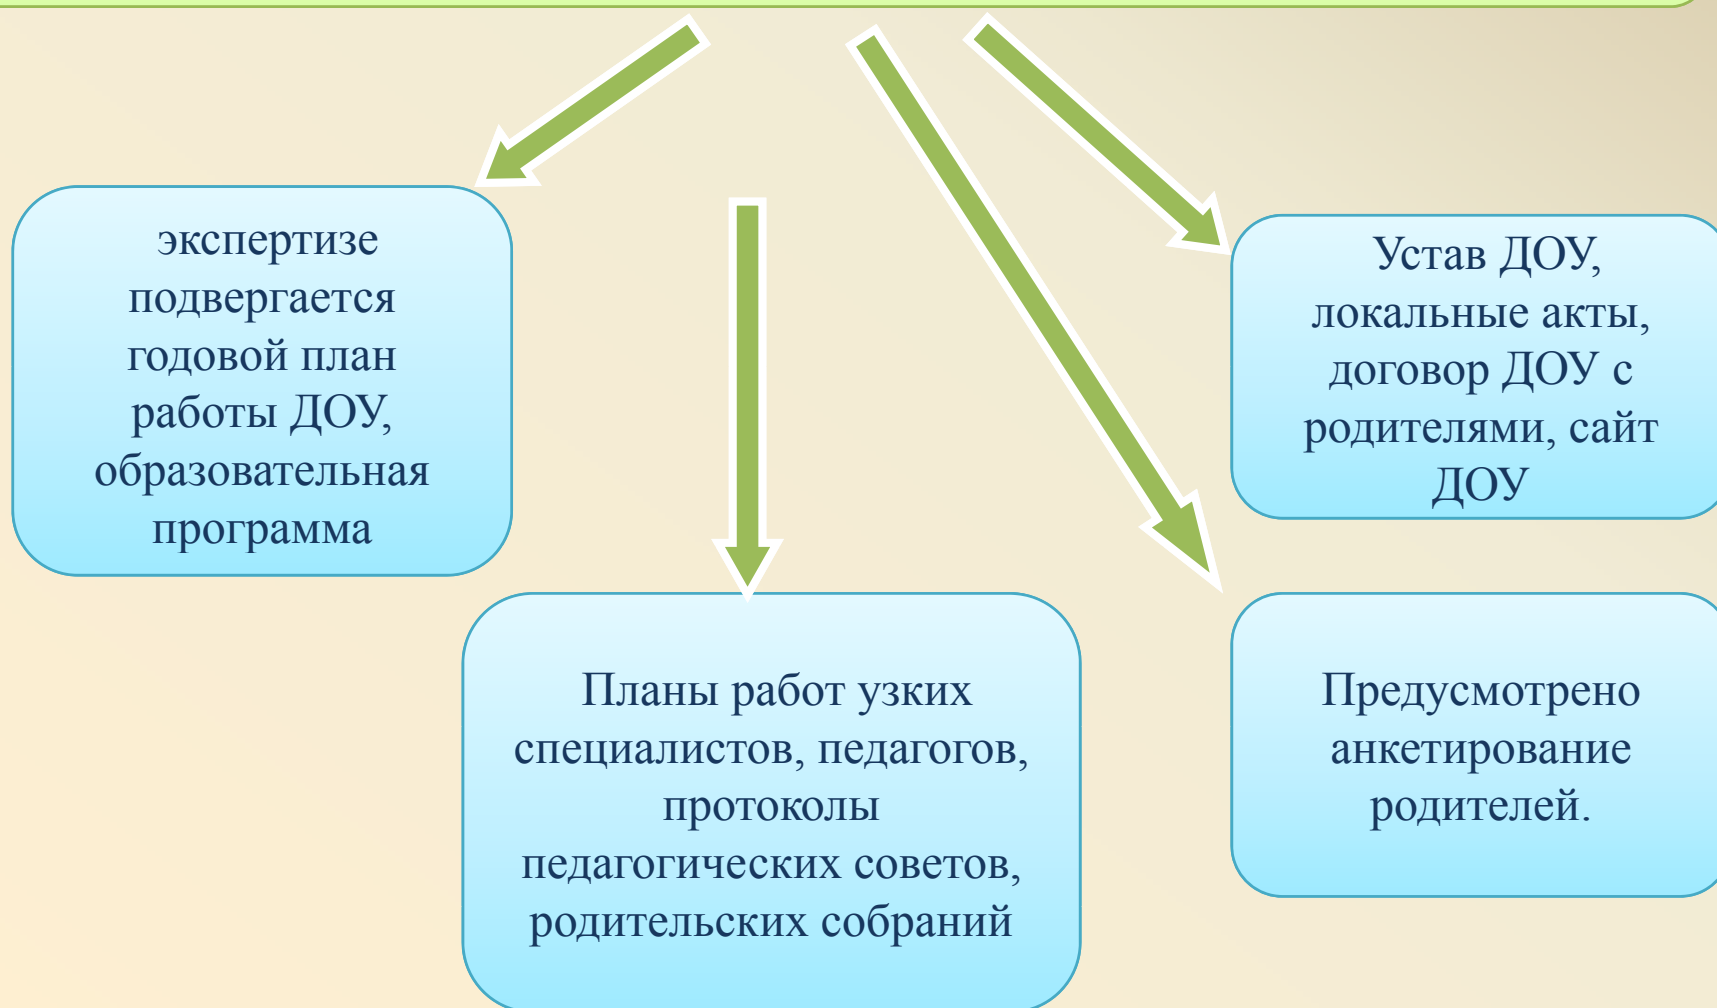 экспертизе
подвергается
годовой план
работы ДОУ,
образовательная
программа
Устав ДОУ,
локальные акты,
договор ДОУ с
родителями, сайт
ДОУ
Планы работ узких
специалистов, педагогов,
протоколы
педагогических советов,
родительских собраний
Предусмотрено
анкетирование
родителей.